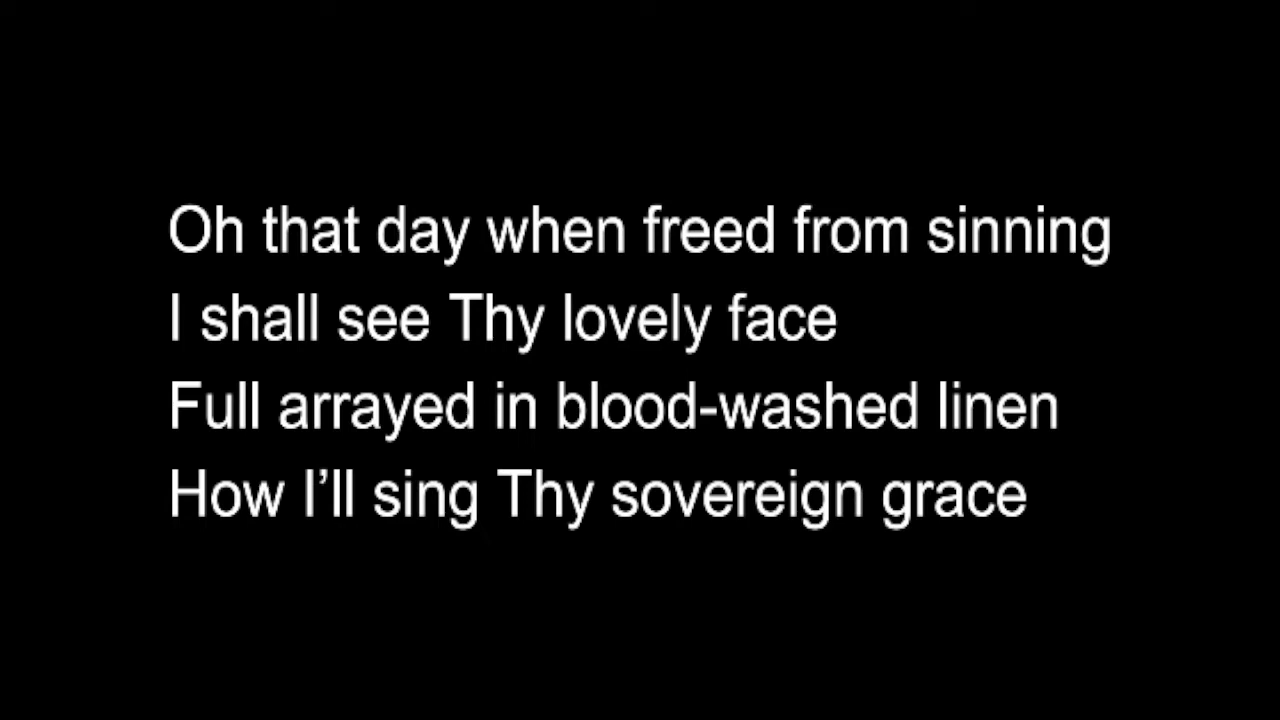 Oh that day when freed from sinning
I shall see Thy lovely face
Full arrayed in blood-washed linen
How I’ll sing Thy sovereign grace